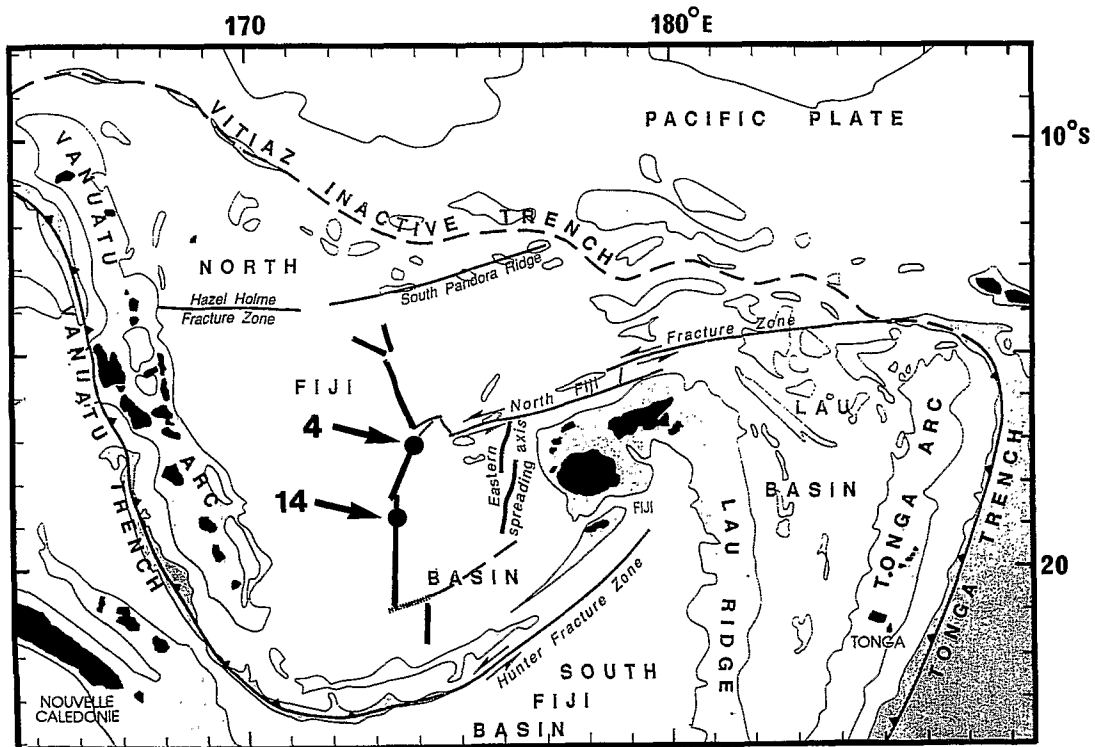 170
180°E
10°S
20
PACIFIC PLATE
VITIAZ INACTIVE TRENCH
VANUATU ARC
VANUATU TRENCH
NORTH
FIJI
BASIN
Hazel Holme
Fracture Zone
South Pandora Ridge
North Fiji Fracture Zone
4
14
Eastern
spreading axis
FIJI
LAU
BASIN
LAU RIDGE
TONGA ARC
TONGA TRENCH
TONGA
Hunter Fracture Zone
SOUTH
FIJI
BASIN
NOUVELLE
CALEDONIE